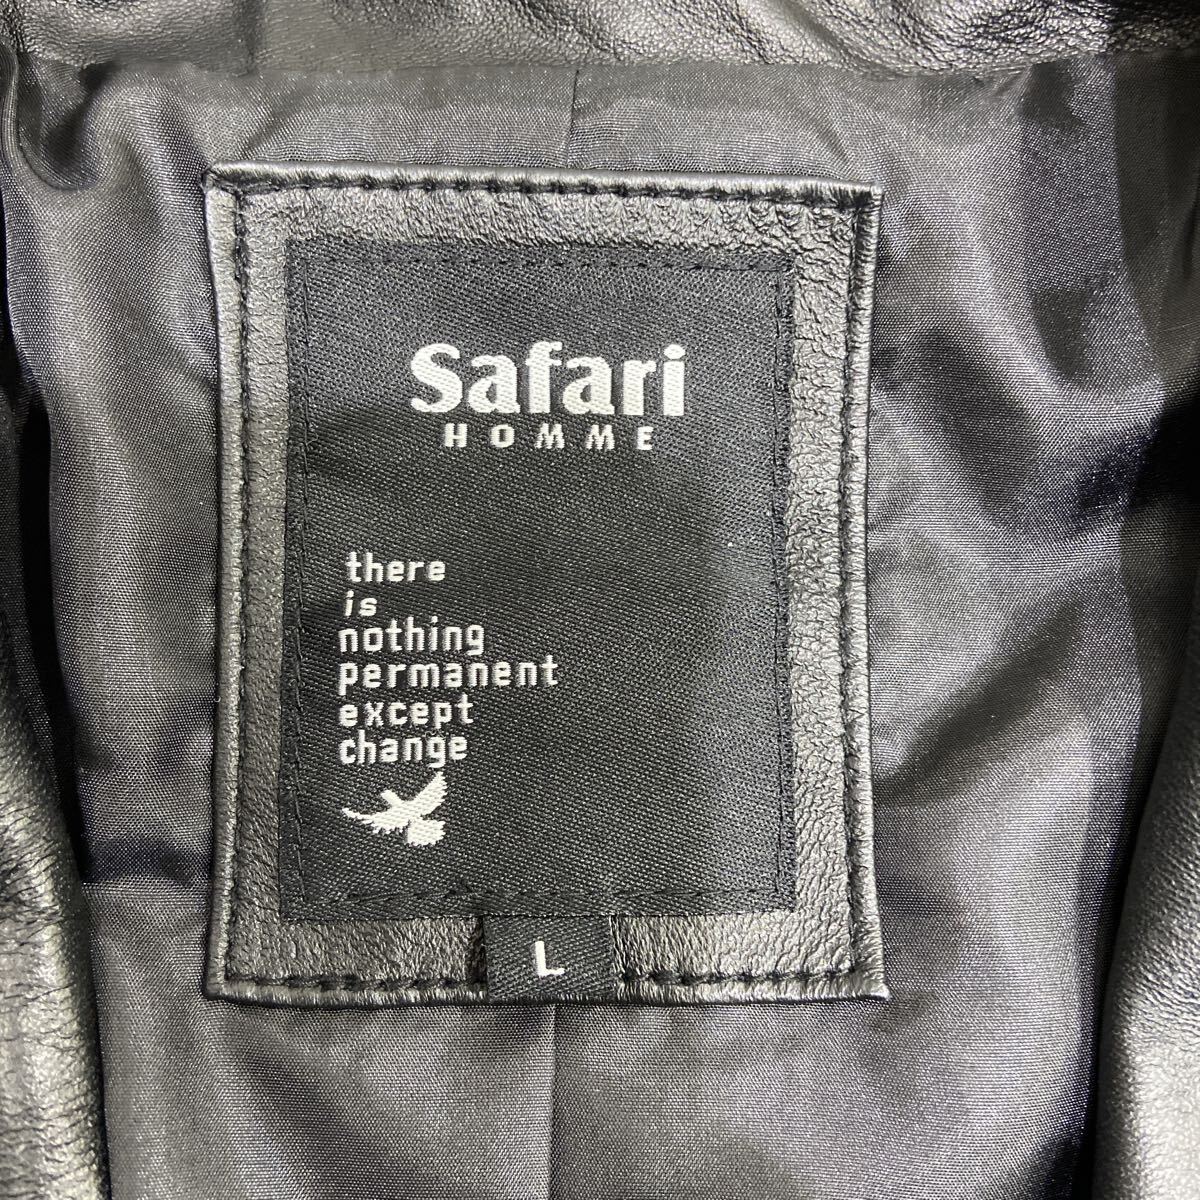 Safari
HOMME
there
is
nothing
permanent
except
change
L